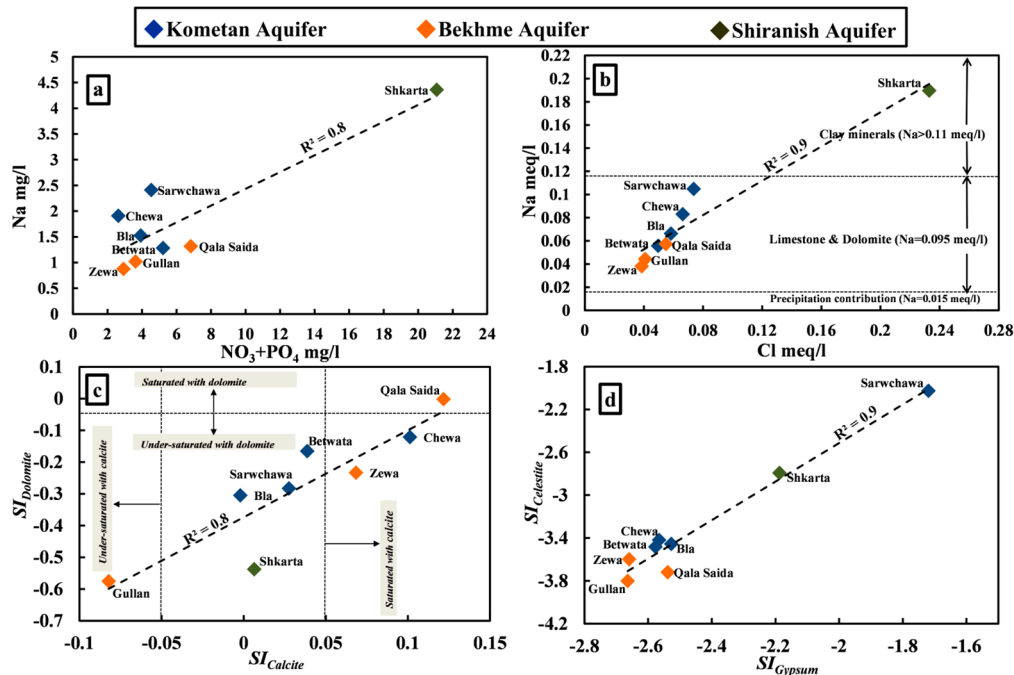 Kometan Aquifer
Bekhme Aquifer
Shiranish Aquifer
a
Na mg/l
5
4.5
4
3.5
3
2.5
2
1.5
1
0.5
0
Shkarta
R² = 0.8
Sarwchawa
Chewa
Bla
Betwata
Qala Saida
Gullan
Zewa
0 2 4 6 8 10 12 14 16 18 20 22 24
NO₃+PO₄ mg/l
b
Na meq/l
0.22
0.2
0.18
0.16
0.14
0.12
0.1
0.08
0.06
0.04
0.02
0
Shkarta
Clay minerals (Na>0.11 meq/l)
R² = 0.9
Sarwchawa
Chewa
Bla
Betwata
Qala Saida
Gullan
Zewa
Limestone & Dolomite (Na=0.095 meq/l)
Precipitation contribution (Na=0.015 meq/l)
0 0.04 0.08 0.12 0.16 0.2 0.24 0.28
Cl meq/l
c
SI Dolomite
0.1
0
-0.1
-0.2
-0.3
-0.4
-0.5
-0.6
-0.7
Saturated with dolomite
Under-saturated with dolomite
Under-saturated with calcite
Saturated with calcite
Qala Saida
Chewa
Betwata
Zewa
Sarwchawa
Bla
R² = 0.8
Shkarta
Gullan
-0.1 -0.05 0 0.05 0.1 0.15
SI Calcite
d
SI Celestite
-1.8
-2.2
-2.6
-3
-3.4
-3.8
-4.2
Sarwchawa
R² = 0.9
Shkarta
Chewa
Betwata
Bla
Zewa
Qala Saida
Gullan
-2.8 -2.6 -2.4 -2.2 -2 -1.8 -1.6
SI Gypsum